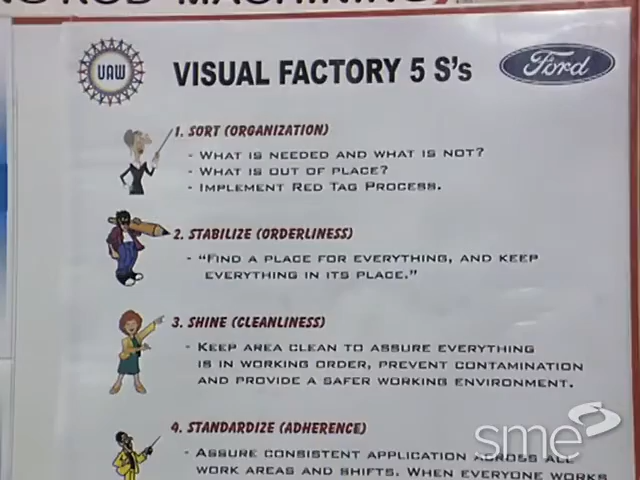 ROD MACHINING
UAW
VISUAL FACTORY 5 S's
Ford
1. SORT (ORGANIZATION)
- WHAT IS NEEDED AND WHAT IS NOT?
- WHAT IS OUT OF PLACE?
- IMPLEMENT RED TAG PROCESS.
2. STABILIZE (ORDERLINESS)
- "FIND A PLACE FOR EVERYTHING, AND KEEP
EVERYTHING IN ITS PLACE."
3. SHINE (CLEANLINESS)
- KEEP AREA CLEAN TO ASSURE EVERYTHING
IS IN WORKING ORDER, PREVENT CONTAMINATION
AND PROVIDE A SAFER WORKING ENVIRONMENT.
4. STANDARDIZE (ADHERENCE)
- ASSURE CONSISTENT APPLICATION ACROSS ALL
WORK AREAS AND SHIFTS. WHEN EVERYONE WORKS
sme